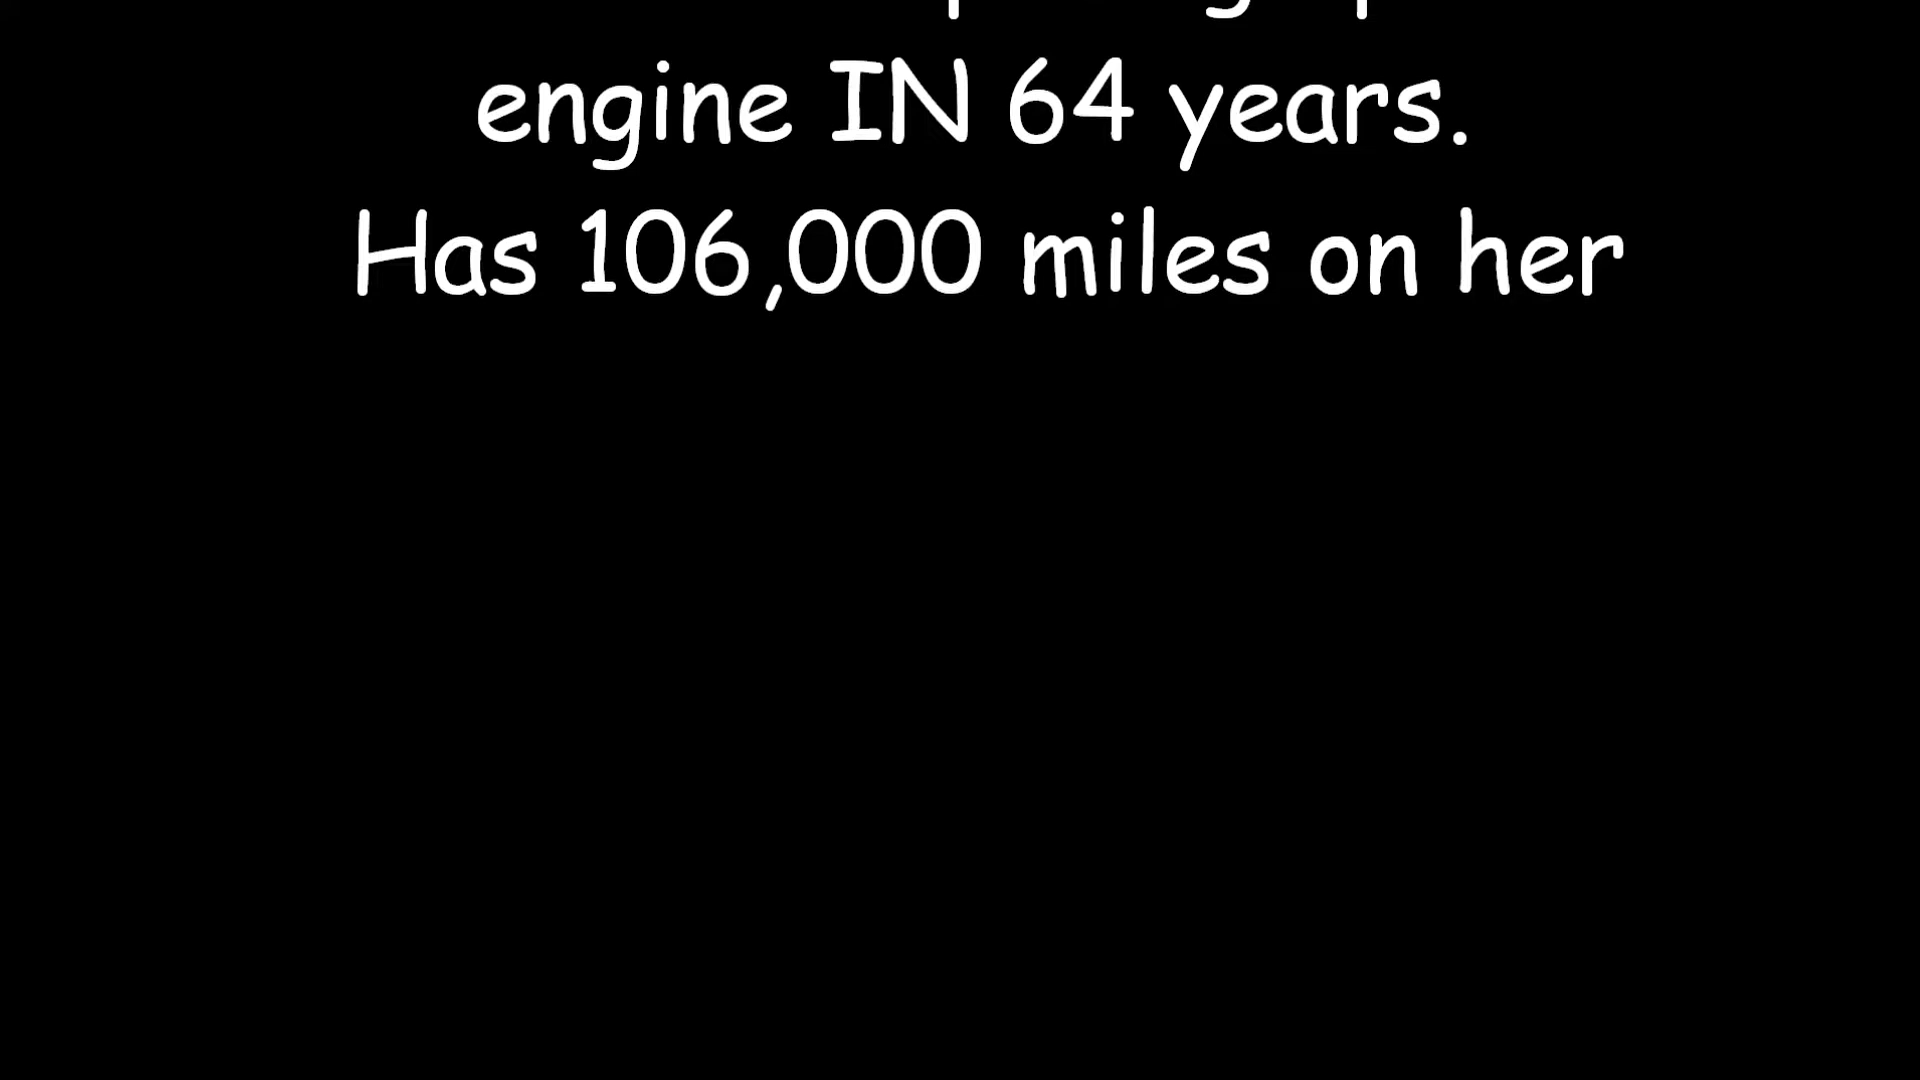 engine IN 64 years.
Has 106,000 miles on her